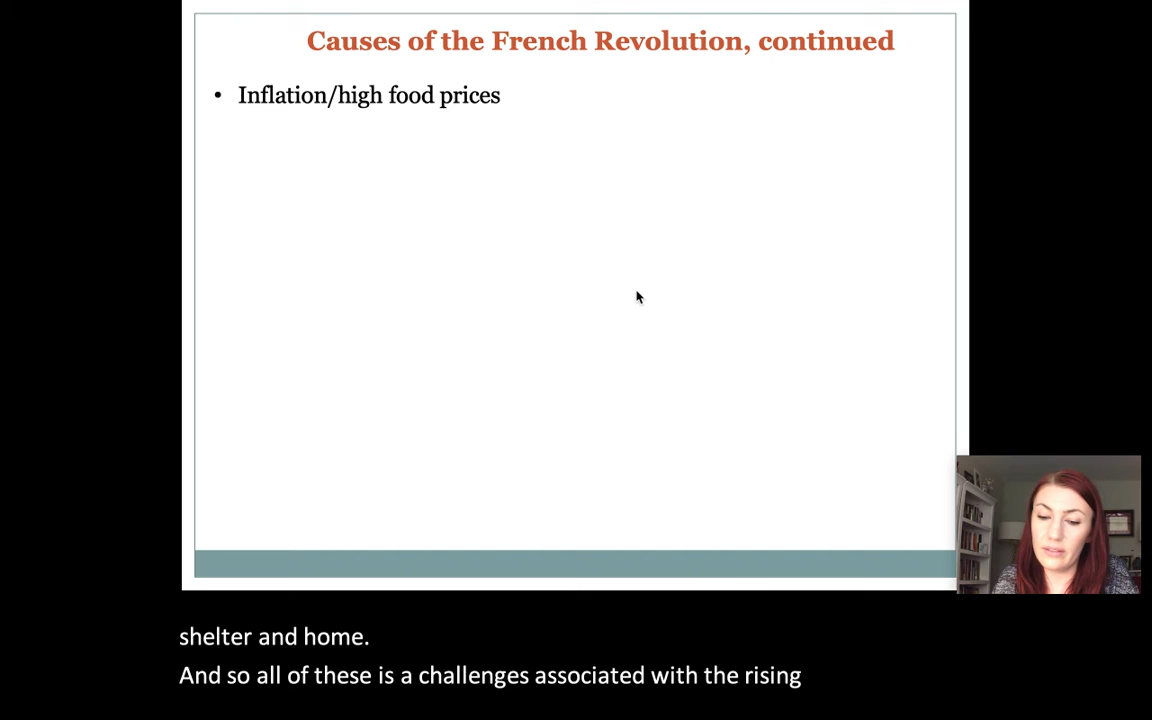 Causes of the French Revolution, continued
• Inflation/high food prices
shelter and home.
And so all of these is a challenges associated with the rising